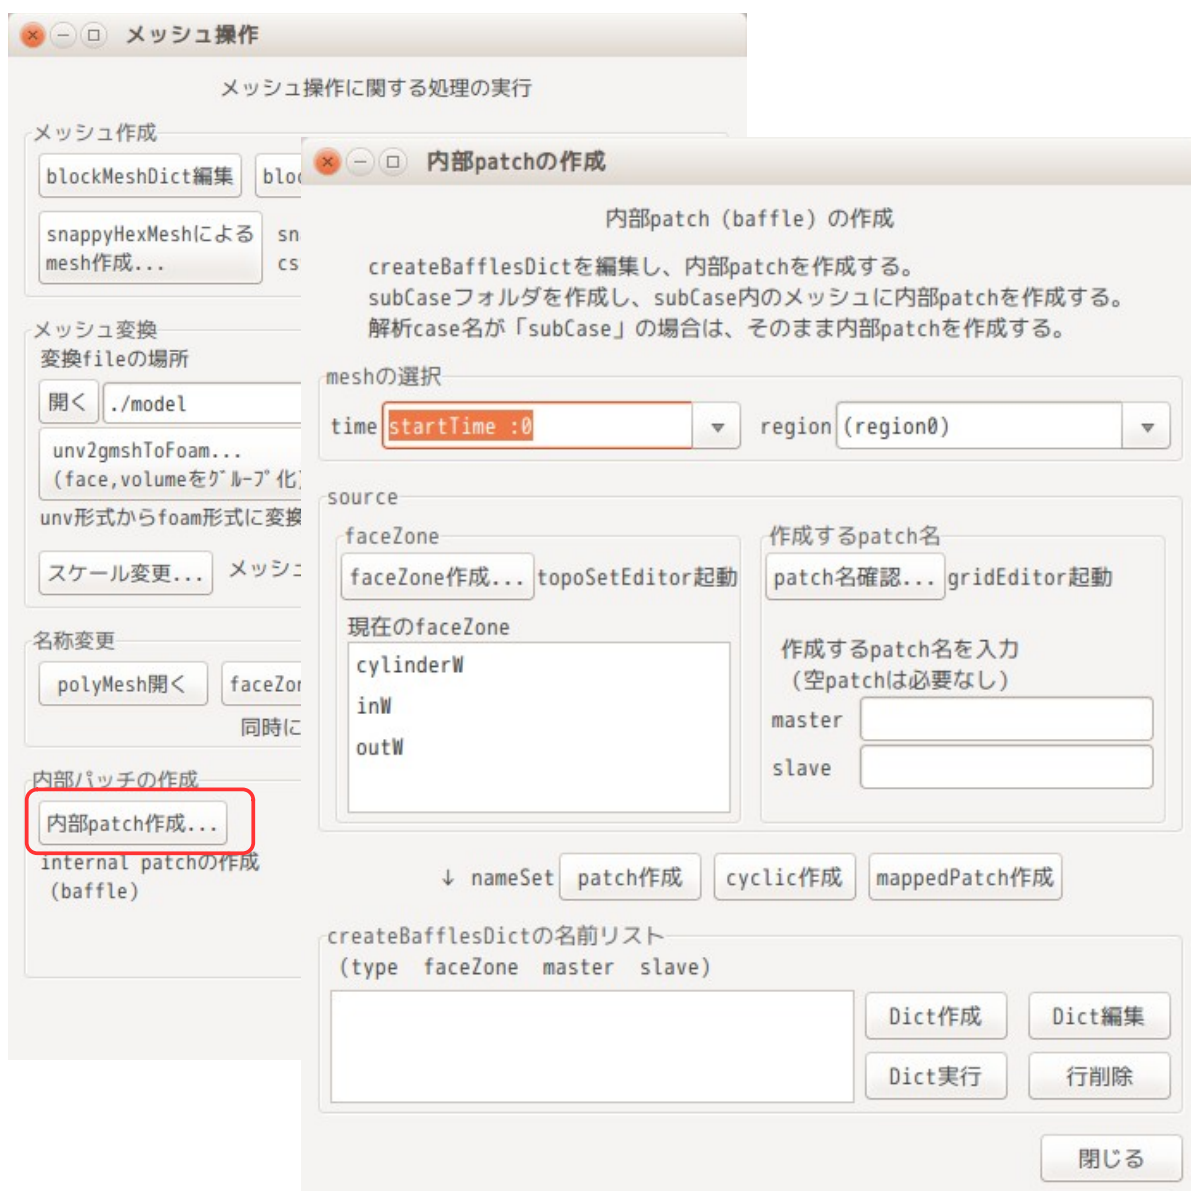 メッシュ操作
メッシュ操作に関する処理の実行
メッシュ作成
blockMeshDict編集
snappyHexMeshによる
mesh作成...
メッシュ変換
変換fileの場所
開く ./model
unv2gmshToFoam...
(face,volumeをｸﾞﾙｰﾌﾟ化)
unv形式からfoam形式に変換
スケール変更... メッシュ
名称変更
polyMesh開く
同時に
内部パッチの作成
内部patch作成...
internal patchの作成
(baffle)
内部patchの作成
内部patch（baffle）の作成
createBafflesDictを編集し、内部patchを作成する。
subCaseフォルダを作成し、subCase内のメッシュに内部patchを作成する。
解析case名が「subCase」の場合は、そのまま内部patchを作成する。
meshの選択
time startTime :0 region (region0)
source
faceZone
faceZone作成... topoSetEditor起動
現在のfaceZone
cylinderW
inW
outW
作成するpatch名
patch名確認... gridEditor起動
作成するpatch名を入力
（空patchは必要なし）
master
slave
↓ nameSet patch作成 cyclic作成 mappedPatch作成
createBafflesDictの名前リスト
(type faceZone master slave)
Dict作成 Dict編集
Dict実行 行削除
閉じる